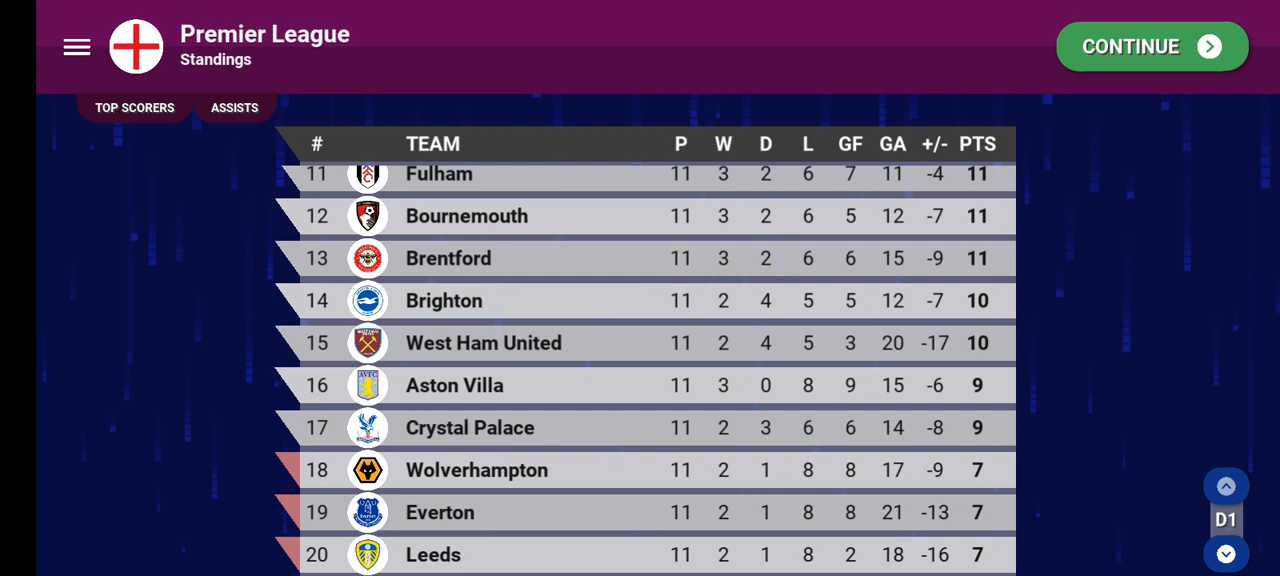 Premier League
Standings
CONTINUE
TOP SCORERS ASSISTS
# TEAM P W D L GF GA +/- PTS
11 Fulham 11 3 2 6 7 11 -4 11
12 Bournemouth 11 3 2 6 5 12 -7 11
13 Brentford 11 3 2 6 6 15 -9 11
14 Brighton 11 2 4 5 5 12 -7 10
15 West Ham United 11 2 4 5 3 20 -17 10
16 Aston Villa 11 3 0 8 9 15 -6 9
17 Crystal Palace 11 2 3 6 6 14 -8 9
18 Wolverhampton 11 2 1 8 8 17 -9 7
19 Everton 11 2 1 8 8 21 -13 7
20 Leeds 11 2 1 8 2 18 -16 7
D1